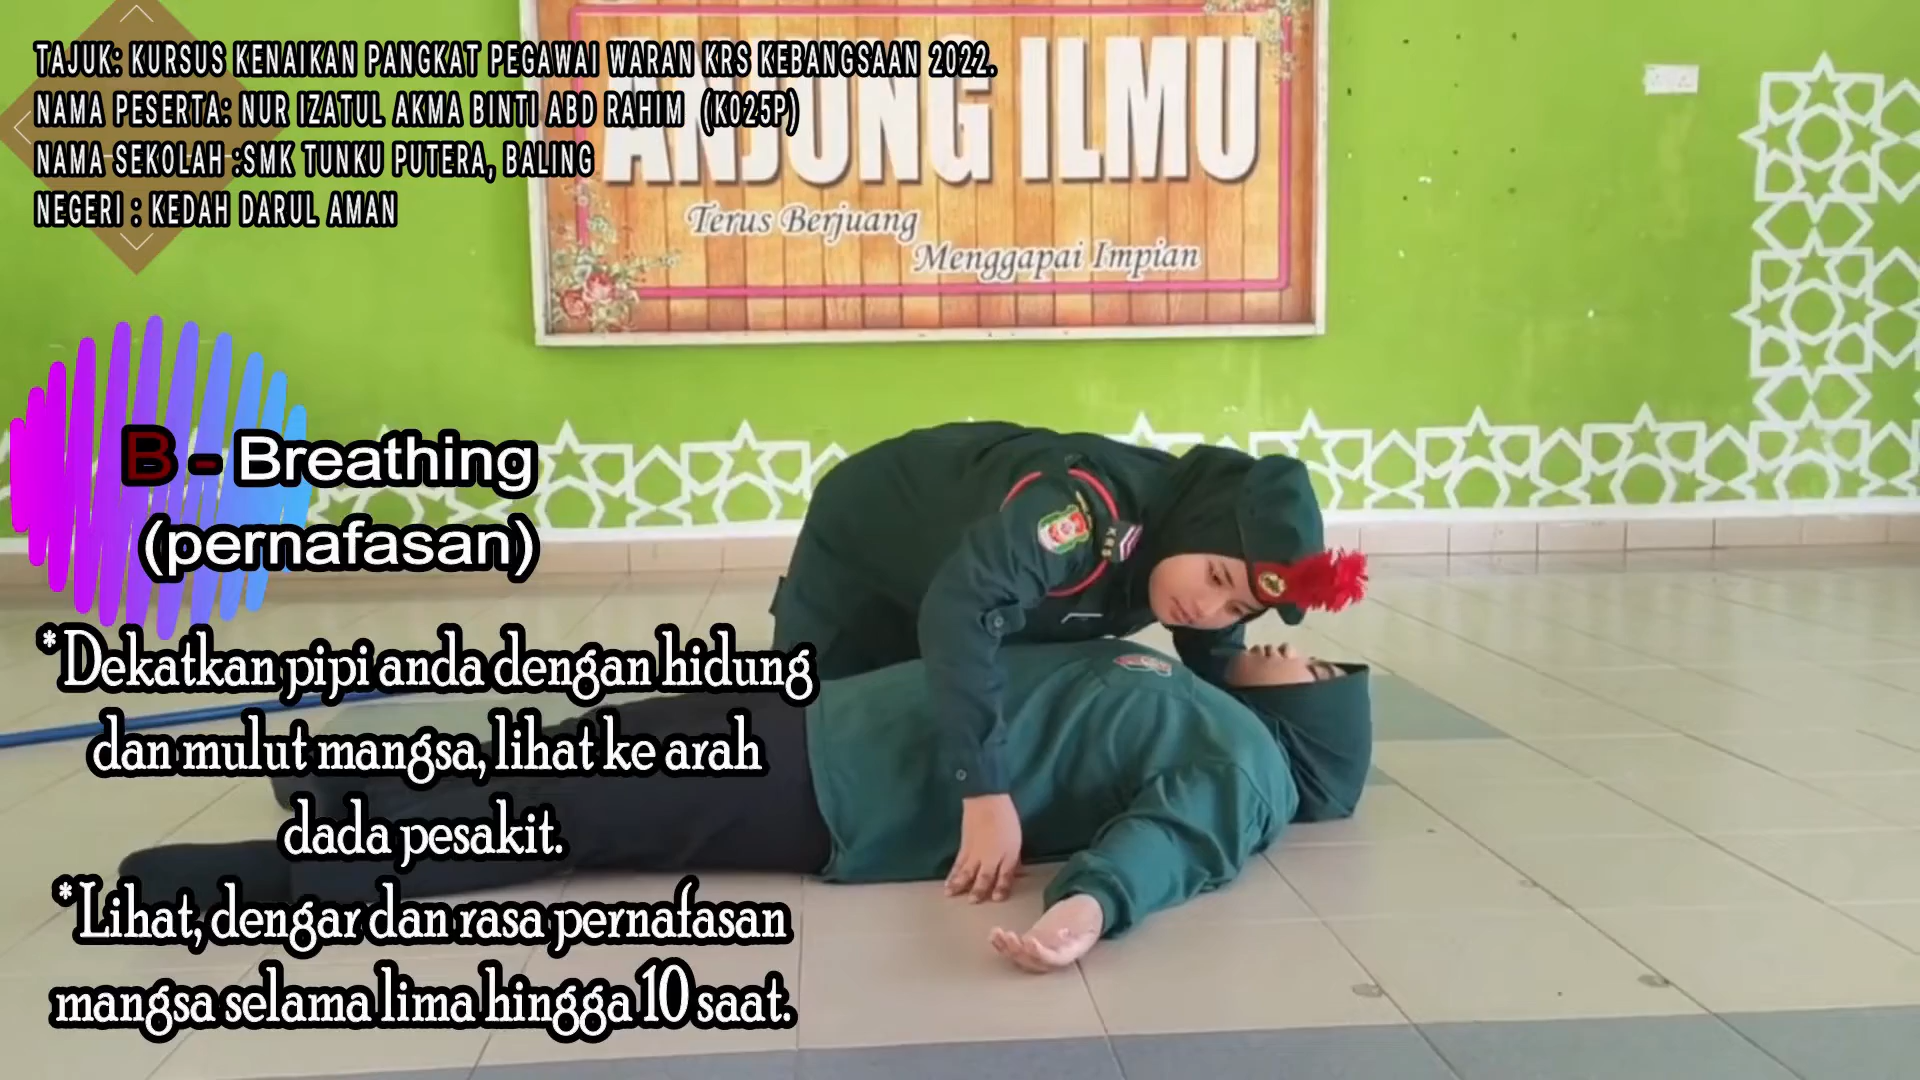 TAJUK: KURSUS KENAIKAN PANGKAT PEGAWAI WARAN KRS KEBANGSAAN 2022.
NAMA PESERTA: NUR IZATUL AKMA BINTI ABD RAHIM (K025P)
NAMA SEKOLAH :SMK TUNKU PUTERA, BALING
NEGERI : KEDAH DARUL AMAN
ANJUNG ILMU
Terus Berjuang
Menggapai Impian
B - Breathing
(pernafasan)
*Dekatkan pipi anda dengan hidung
dan mulut mangsa, lihat ke arah
dada pesakit.
*Lihat, dengar dan rasa pernafasan
mangsa selama lima hingga 10 saat.
KRS